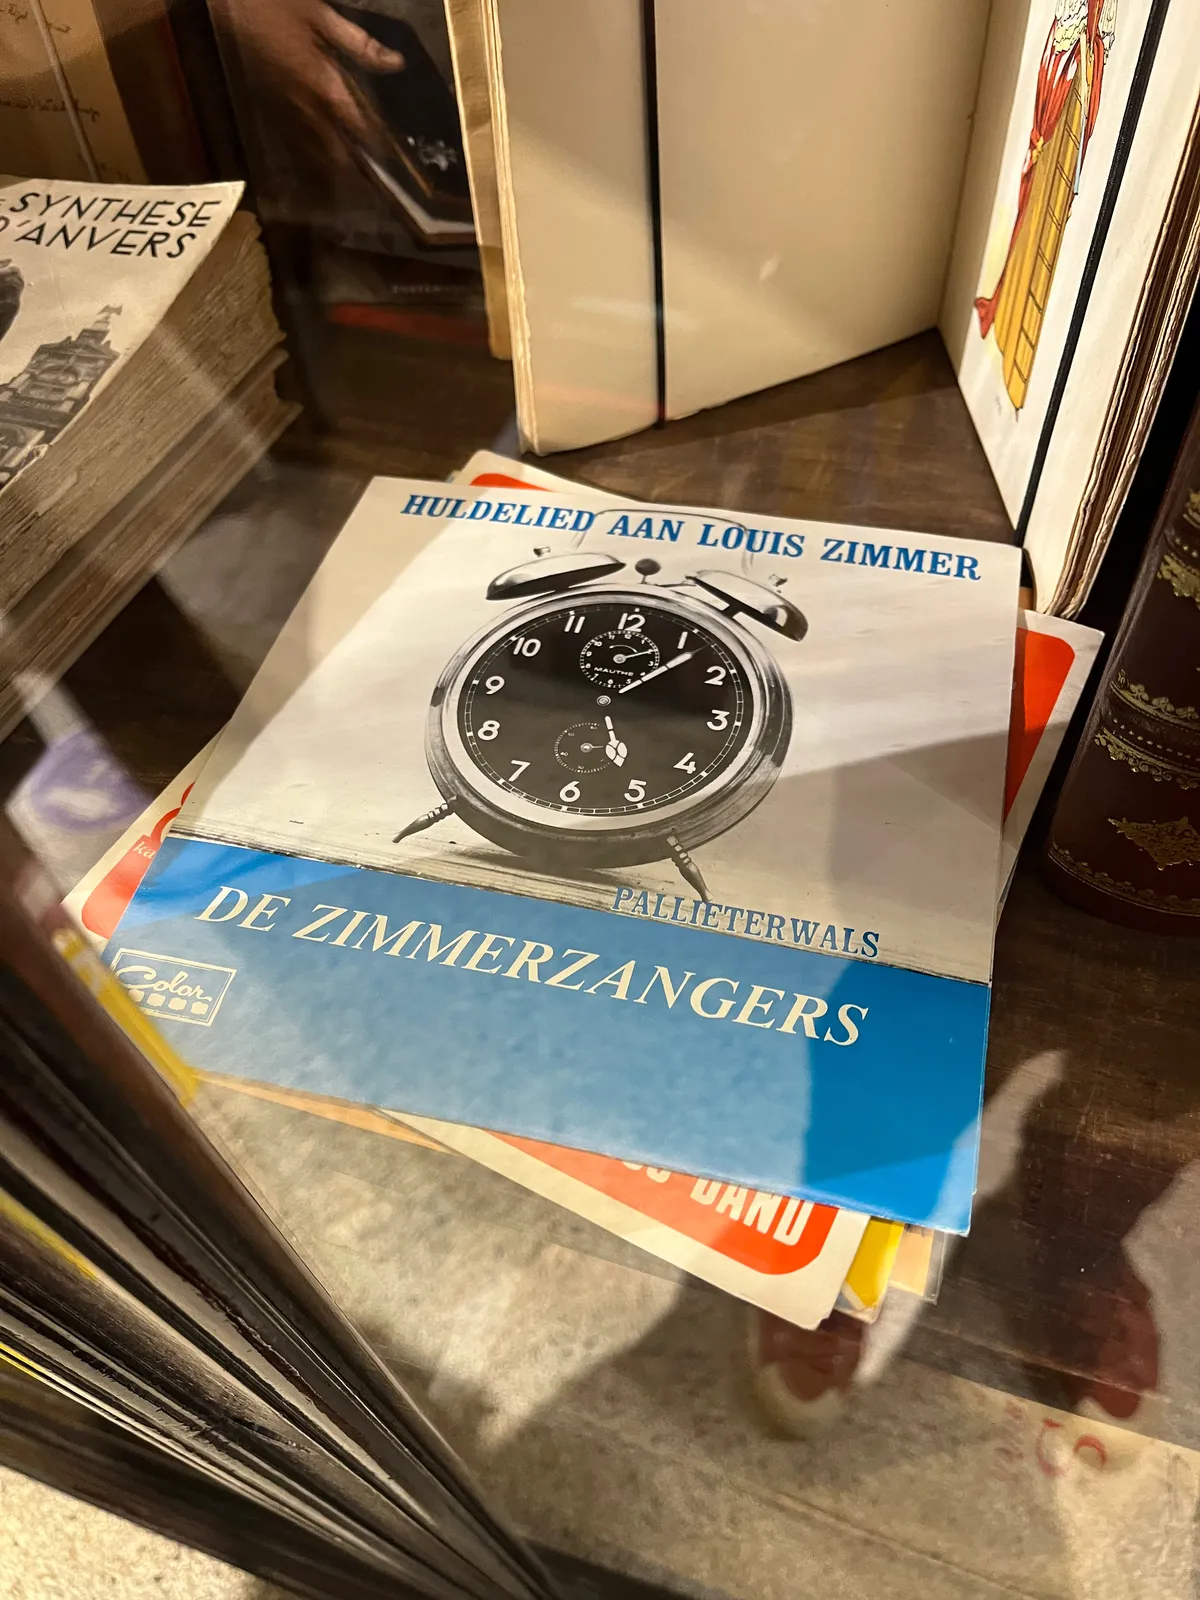 SYNTHESE
D'ANVERS
HULDELIED AAN LOUIS ZIMMER
11 12 1
10 2
9 3
8 4
7 6 5
MAUTHE
PALLIETERWALS
DE ZIMMERZANGERS
Color
BAND